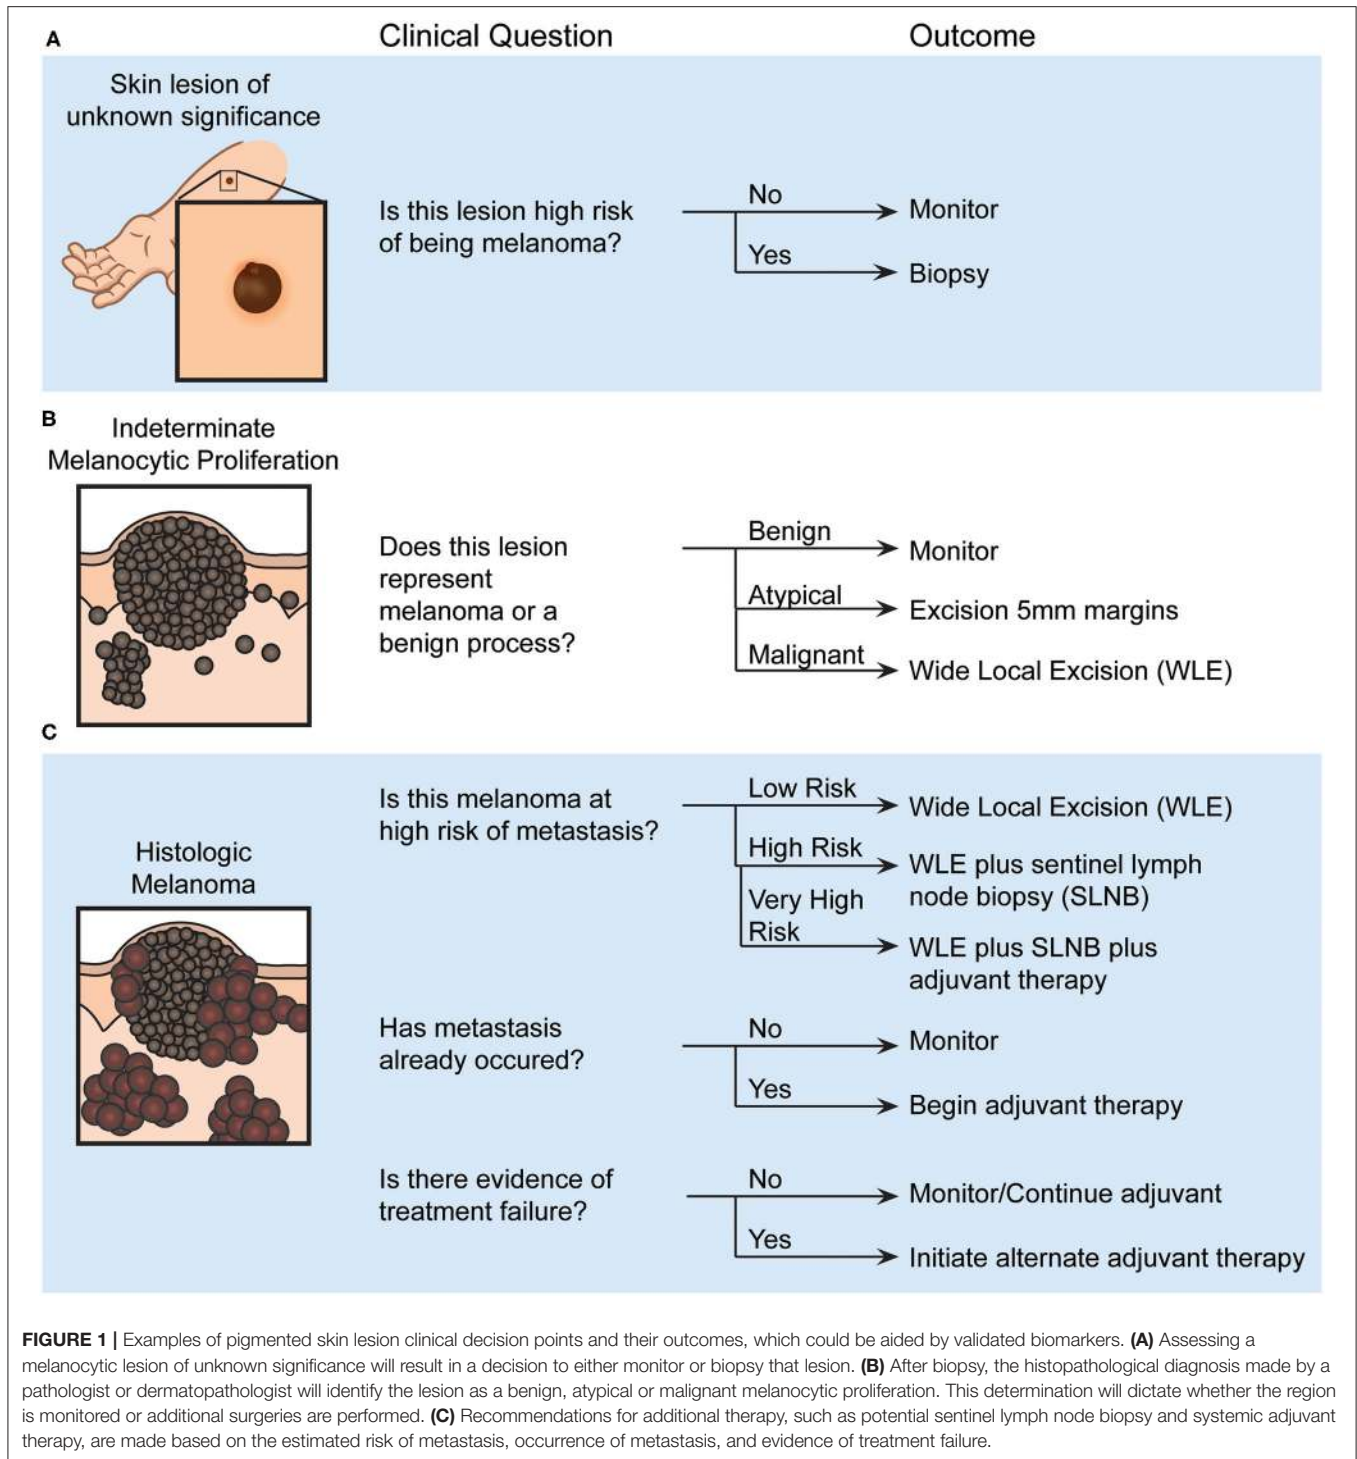 A
Clinical Question
Outcome
Skin lesion of
unknown significance
Is this lesion high risk
of being melanoma?
No
Monitor
Yes
Biopsy
B
Indeterminate
Melanocytic Proliferation
Does this lesion
represent
melanoma or a
benign process?
Benign
Monitor
Atypical
Excision 5mm margins
Malignant
Wide Local Excision (WLE)
C
Histologic
Melanoma
Is this melanoma at
high risk of metastasis?
Low Risk
Wide Local Excision (WLE)
High Risk
WLE plus sentinel lymph
node biopsy (SLNB)
Very High
Risk
WLE plus SLNB plus
adjuvant therapy
Has metastasis
already occured?
No
Monitor
Yes
Begin adjuvant therapy
Is there evidence of
treatment failure?
No
Monitor/Continue adjuvant
Yes
Initiate alternate adjuvant therapy
FIGURE 1 | Examples of pigmented skin lesion clinical decision points and their outcomes, which could be aided by validated biomarkers. (A) Assessing a
melanocytic lesion of unknown significance will result in a decision to either monitor or biopsy that lesion. (B) After biopsy, the histopathological diagnosis made by a
pathologist or dermatopathologist will identify the lesion as a benign, atypical or malignant melanocytic proliferation. This determination will dictate whether the region
is monitored or additional surgeries are performed. (C) Recommendations for additional therapy, such as potential sentinel lymph node biopsy and systemic adjuvant
therapy, are made based on the estimated risk of metastasis, occurrence of metastasis, and evidence of treatment failure.